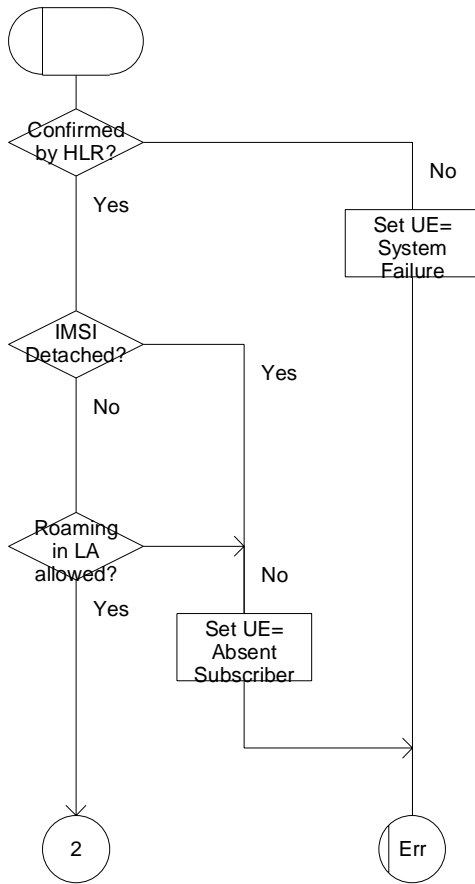 Confirmed
by HLR?
No
Yes
Set UE=
System
Failure
IMSI
Detached?
Yes
No
Roaming
in LA
allowed?
No
Yes
Set UE=
Absent
Subscriber
2
Err